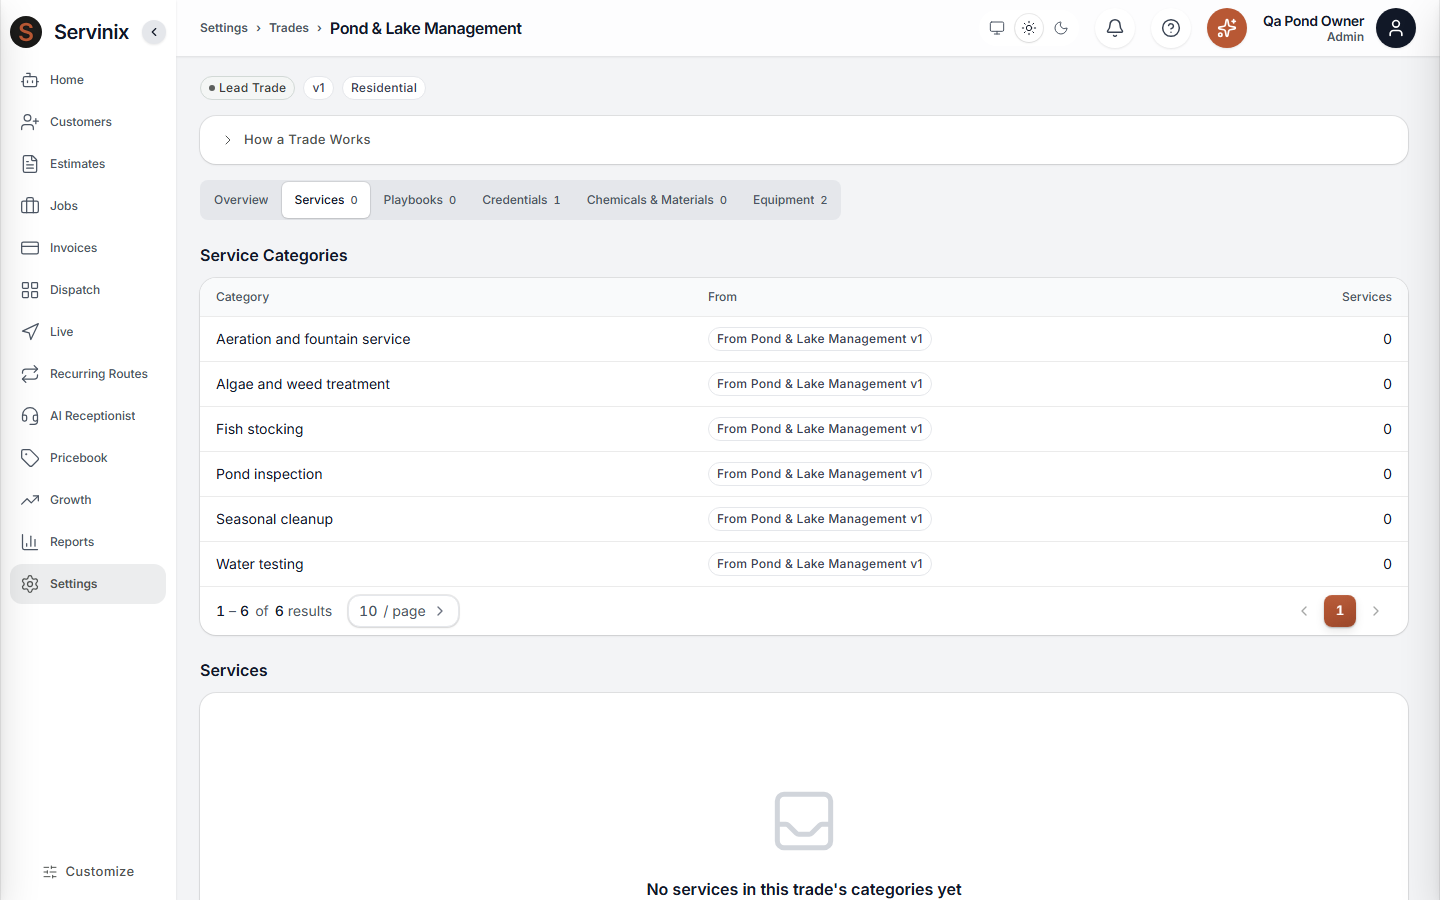 S Servinix
Settings › Trades › Pond & Lake Management
Qa Pond Owner
Admin
Home
Customers
Estimates
Jobs
Invoices
Dispatch
Live
Recurring Routes
AI Receptionist
Pricebook
Growth
Reports
Settings
Customize
Lead Trade v1 Residential
How a Trade Works
Overview Services 0 Playbooks 0 Credentials 1 Chemicals & Materials 0 Equipment 2
Service Categories
Category From Services
Aeration and fountain service From Pond & Lake Management v1 0
Algae and weed treatment From Pond & Lake Management v1 0
Fish stocking From Pond & Lake Management v1 0
Pond inspection From Pond & Lake Management v1 0
Seasonal cleanup From Pond & Lake Management v1 0
Water testing From Pond & Lake Management v1 0
1 – 6 of 6 results 10 / page 1
Services
No services in this trade's categories yet